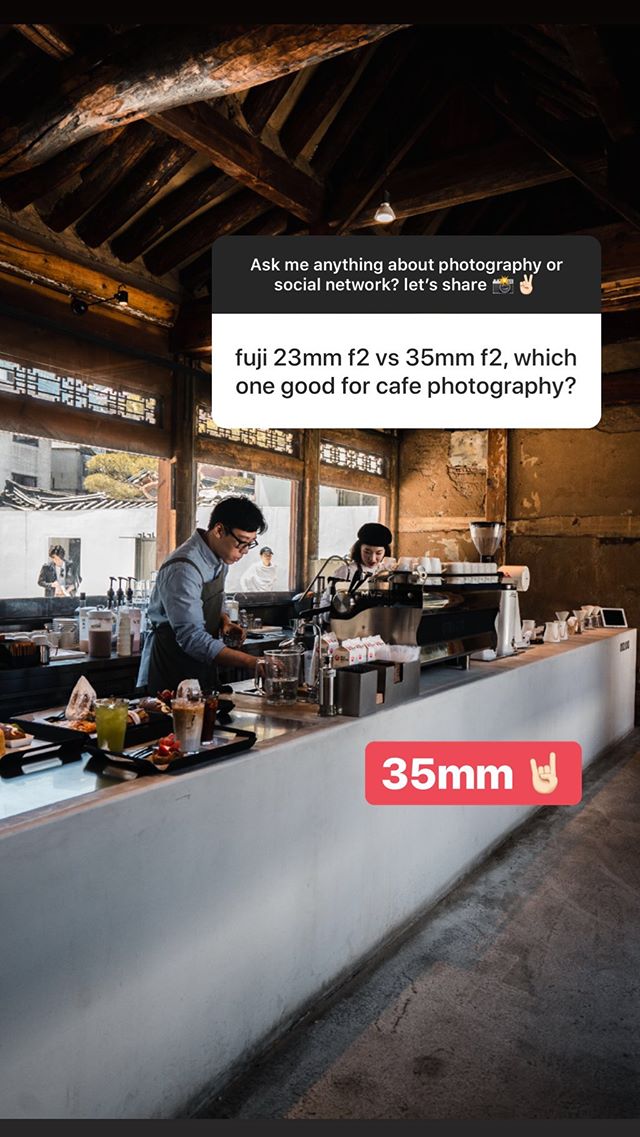 Ask me anything about photography or
social network? let's share 📸✌🏻
fuji 23mm f2 vs 35mm f2, which
one good for cafe photography?
35mm 🤘🏻